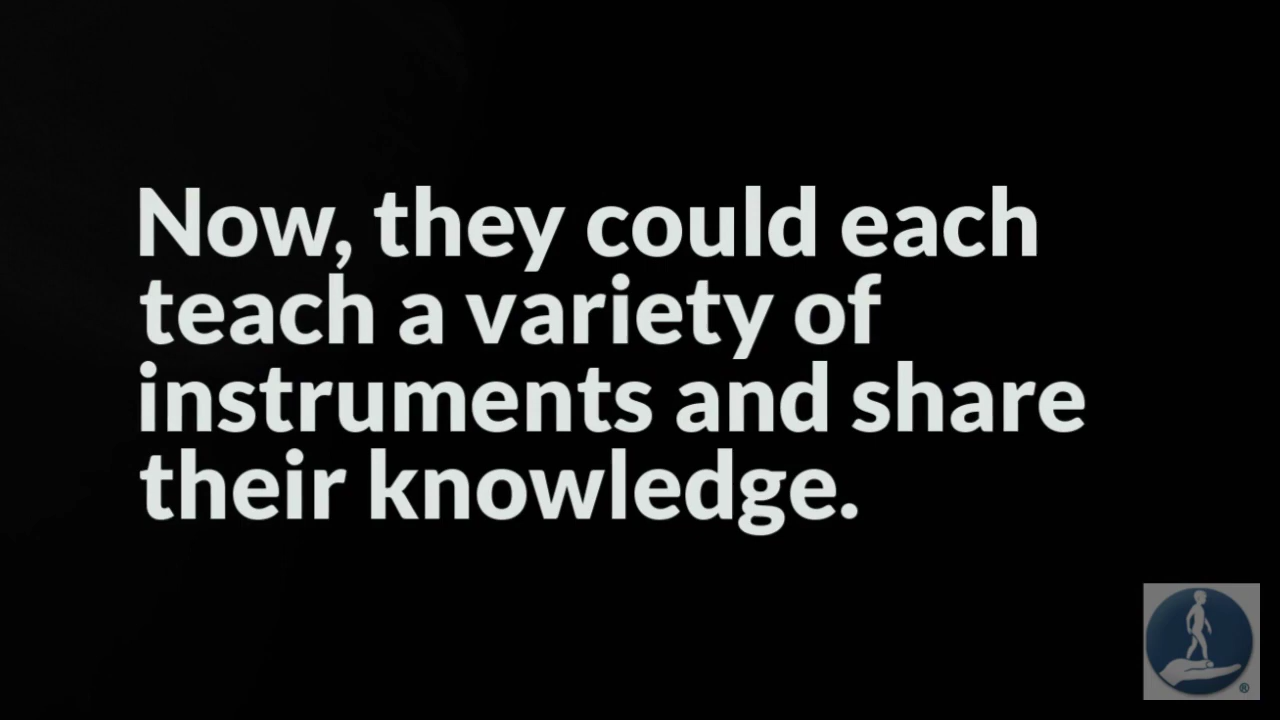 Now, they could each
teach a variety of
instruments and share
their knowledge.
®